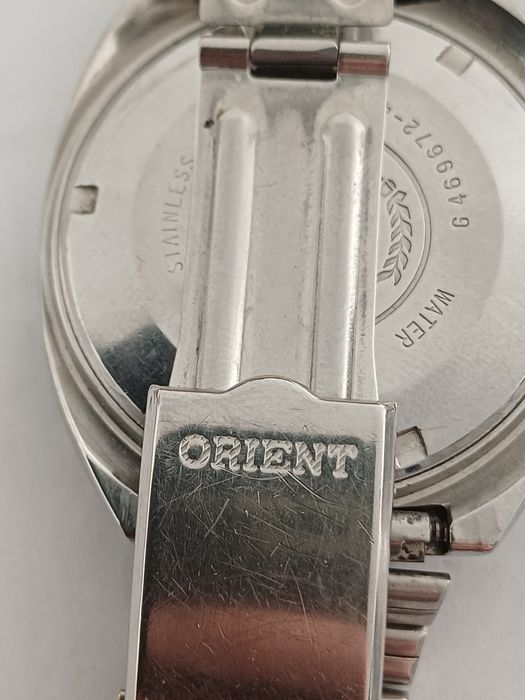 STAINLESS
G 469672-
WATER
ORIENT